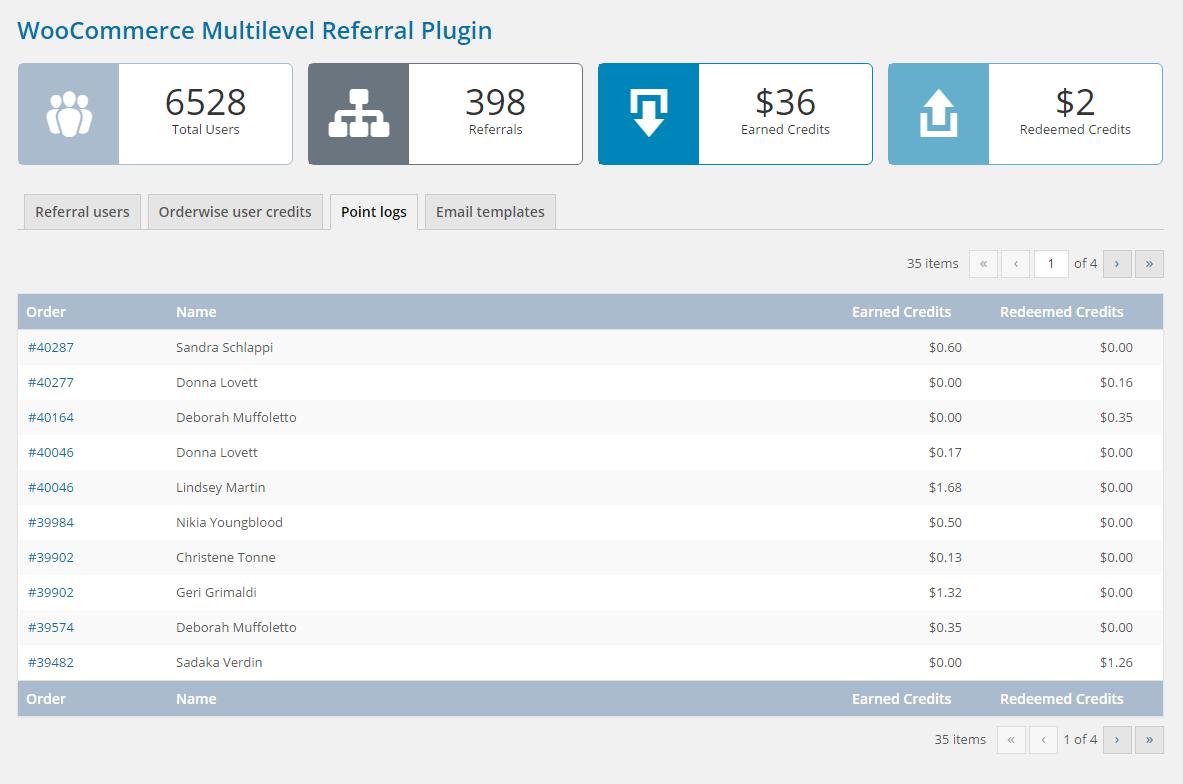 WooCommerce Multilevel Referral Plugin
6528
Total Users
398
Referrals
$36
Earned Credits
$2
Redeemed Credits
Referral users Orderwise user credits Point logs Email templates
35 items « ‹ 1 of 4 › »
Order Name Earned Credits Redeemed Credits
#40287 Sandra Schlappi $0.60 $0.00
#40277 Donna Lovett $0.00 $0.16
#40164 Deborah Muffoletto $0.00 $0.35
#40046 Donna Lovett $0.17 $0.00
#40046 Lindsey Martin $1.68 $0.00
#39984 Nikia Youngblood $0.50 $0.00
#39902 Christene Tonne $0.13 $0.00
#39902 Geri Grimaldi $1.32 $0.00
#39574 Deborah Muffoletto $0.35 $0.00
#39482 Sadaka Verdin $0.00 $1.26
Order Name Earned Credits Redeemed Credits
35 items « ‹ 1 of 4 › »